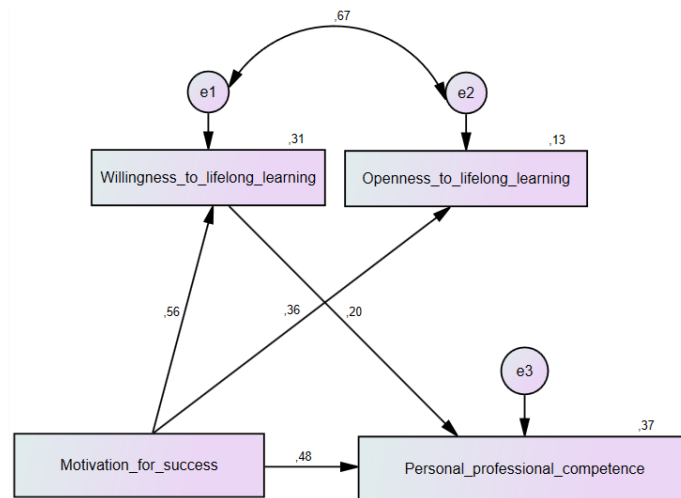 ,67
e1
e2
,31
,13
Willingness_to_lifelong_learning
Openness_to_lifelong_learning
,56
,36
,20
e3
,37
Motivation_for_success
,48
Personal_professional_competence